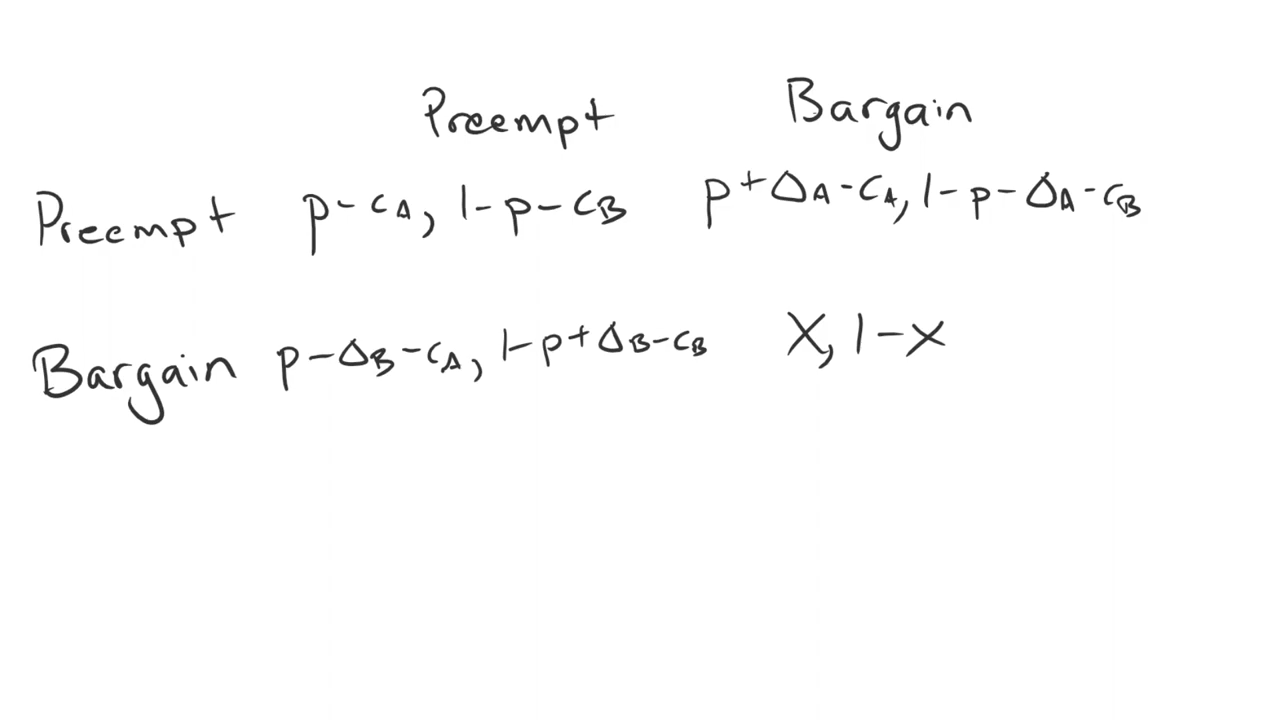 Preempt Bargain
Preempt p - cA, 1 - p - cB p + ΔA - cA, 1 - p - ΔA - cB
Bargain p - ΔB - cA, 1 - p + ΔB - cB X, 1 - x